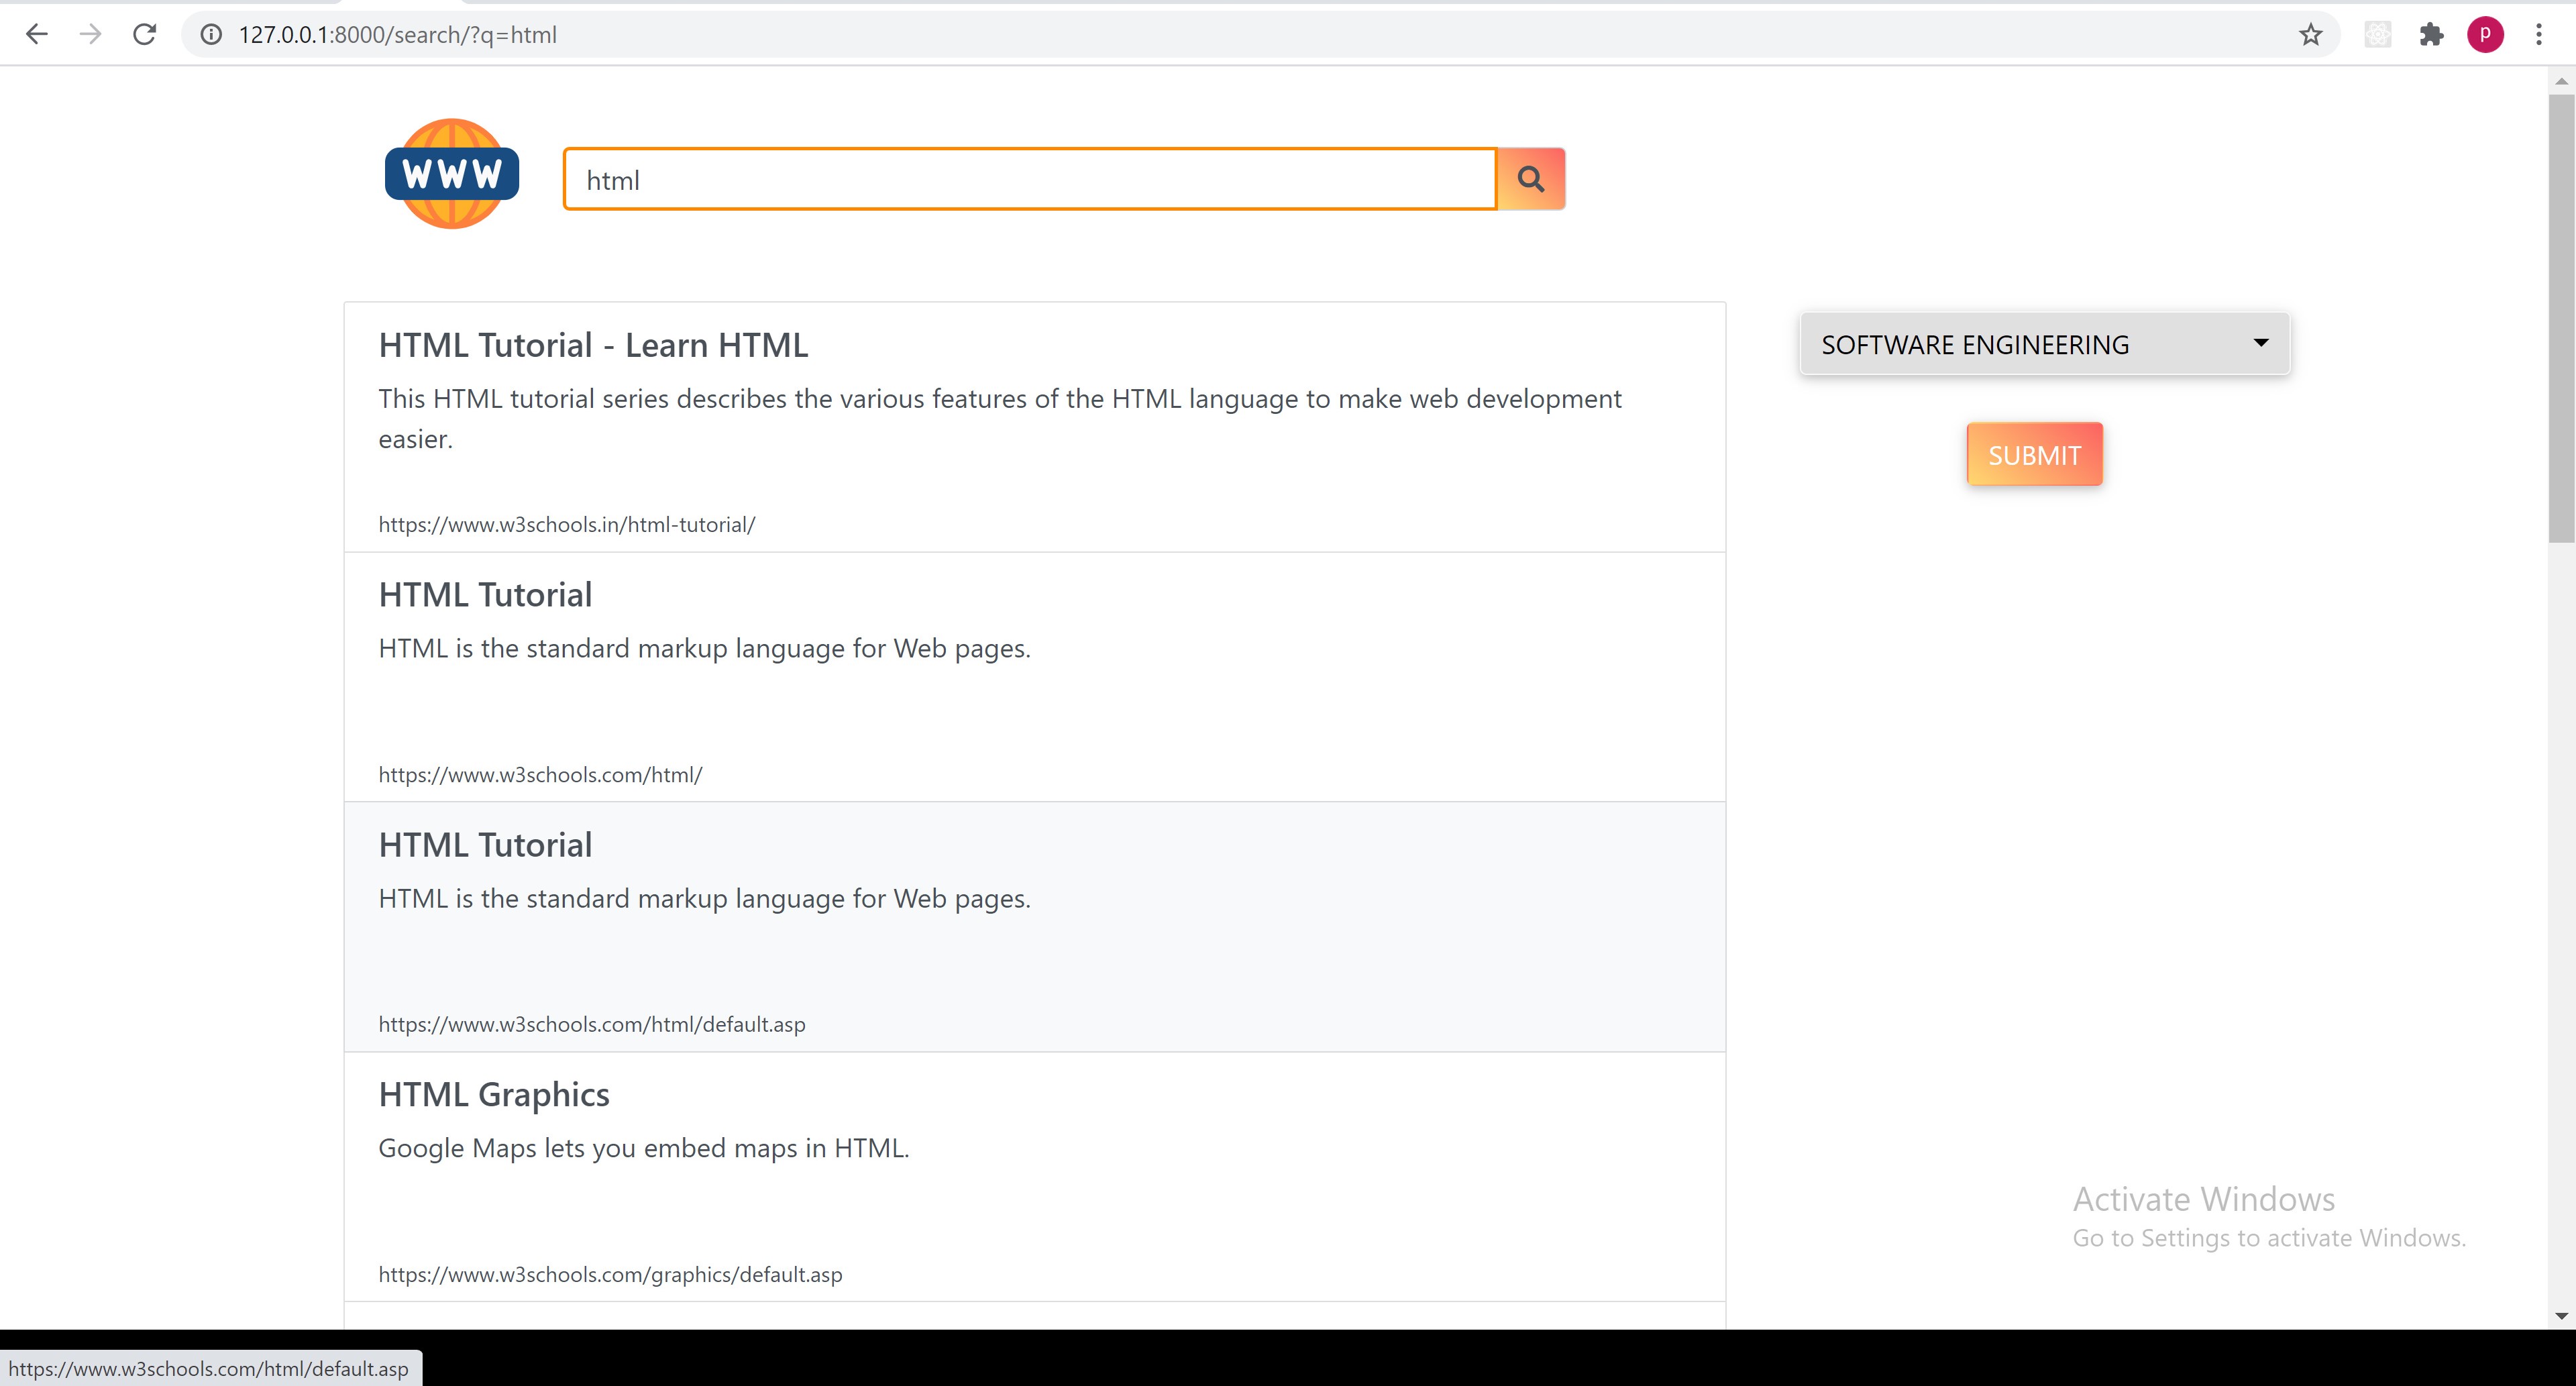 127.0.0.1:8000/search/?q=html
p
WWW
html
HTML Tutorial - Learn HTML
This HTML tutorial series describes the various features of the HTML language to make web development
easier.
https://www.w3schools.in/html-tutorial/
SOFTWARE ENGINEERING
SUBMIT
HTML Tutorial
HTML is the standard markup language for Web pages.
https://www.w3schools.com/html/
HTML Tutorial
HTML is the standard markup language for Web pages.
https://www.w3schools.com/html/default.asp
HTML Graphics
Google Maps lets you embed maps in HTML.
https://www.w3schools.com/graphics/default.asp
Activate Windows
Go to Settings to activate Windows.
https://www.w3schools.com/html/default.asp